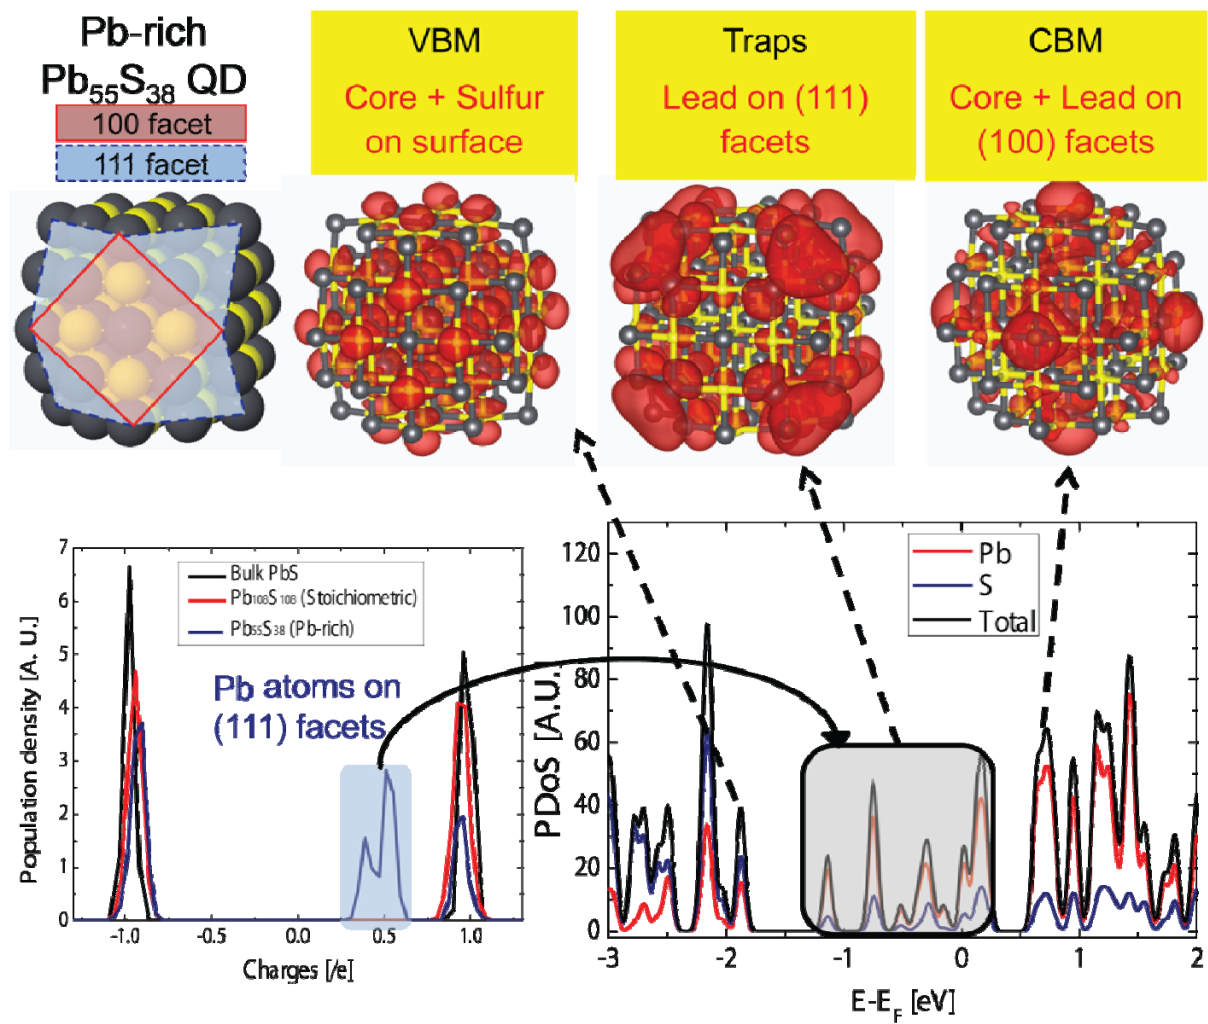 Pb-rich
Pb₅₅S₃₈ QD
100 facet
111 facet
VBM
Core + Sulfur
on surface
Traps
Lead on (111)
facets
CBM
Core + Lead on
(100) facets
7
6
5
4
3
2
1
0
Population density [A. U.]
Bulk PbS
Pb₁₀₈S₁₀₈ (Stoichiometric)
Pb₅₅S₃₈ (Pb-rich)
Pb atoms on
(111) facets
-1.0
-0.5
0.0
0.5
1.0
Charges [/e]
120
100
80
60
40
20
0
PDoS [A.U.]
Pb
S
Total
-3
-2
-1
0
1
2
E-E_F [eV]